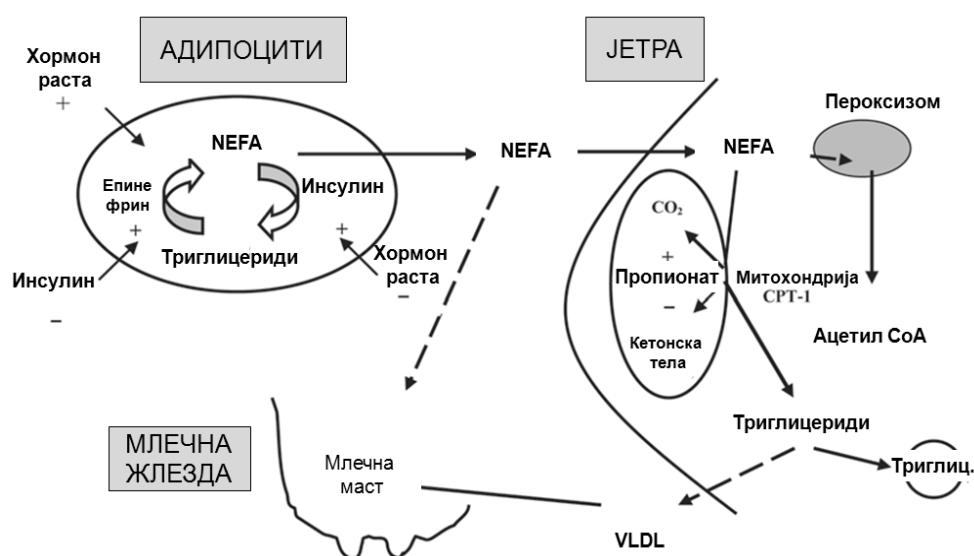 АДИПОЦИТИ
ЈЕТРА
Хормон
раста
+
Пероксизом
NEFA
NEFA
NEFA
Епине
фрин
Инсулин
+
+
Триглицериди
Хормон
раста
–
Инсулин
–
CO₂
+
Пропионат
–
Кетонска
тела
Митохондрија
CPT-1
Ацетил CoA
Триглицериди
Триглиц.
МЛЕЧНА
ЖЛЕЗДА
Млечна
маст
VLDL